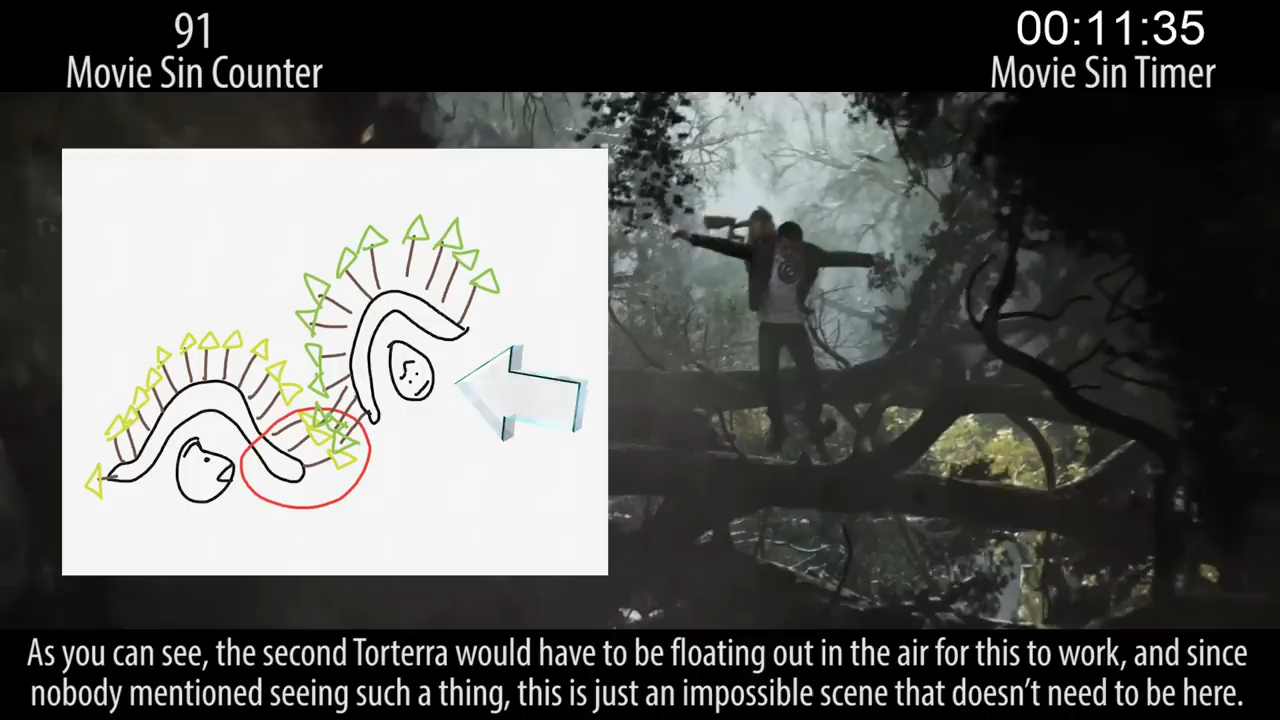 91
Movie Sin Counter
00:11:35
Movie Sin Timer
As you can see, the second Torterra would have to be floating out in the air for this to work, and since
nobody mentioned seeing such a thing, this is just an impossible scene that doesn't need to be here.